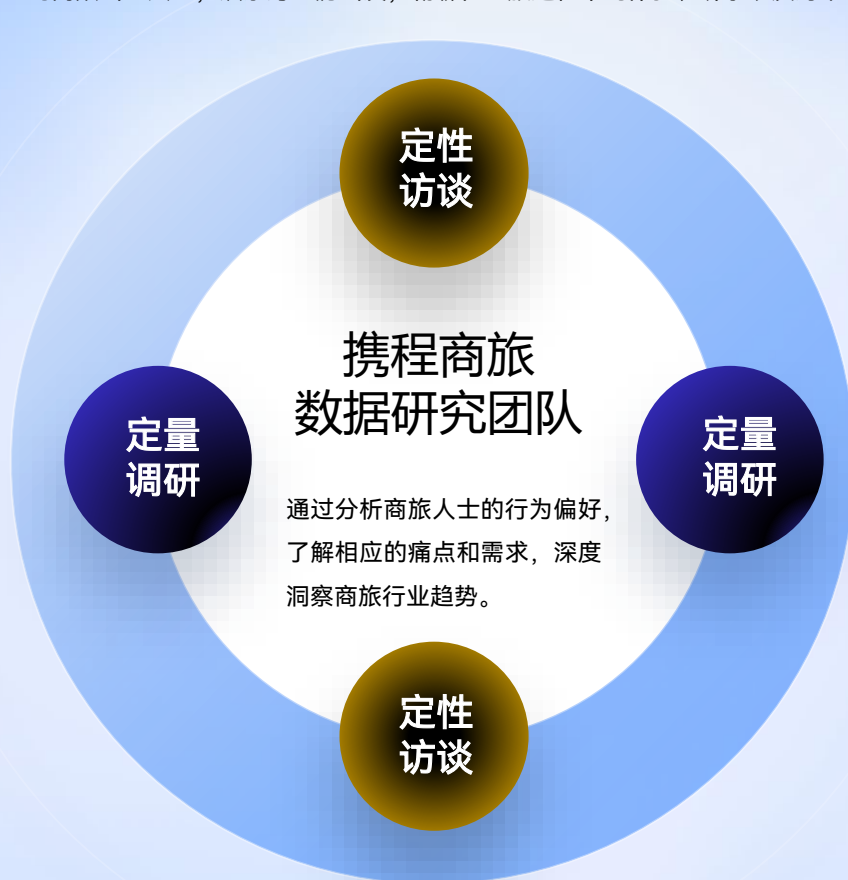 定性
访谈
携程商旅
数据研究团队
定量
调研
定量
调研
通过分析商旅人士的行为偏好，
了解相应的痛点和需求，深度
洞察商旅行业趋势。
定性
访谈